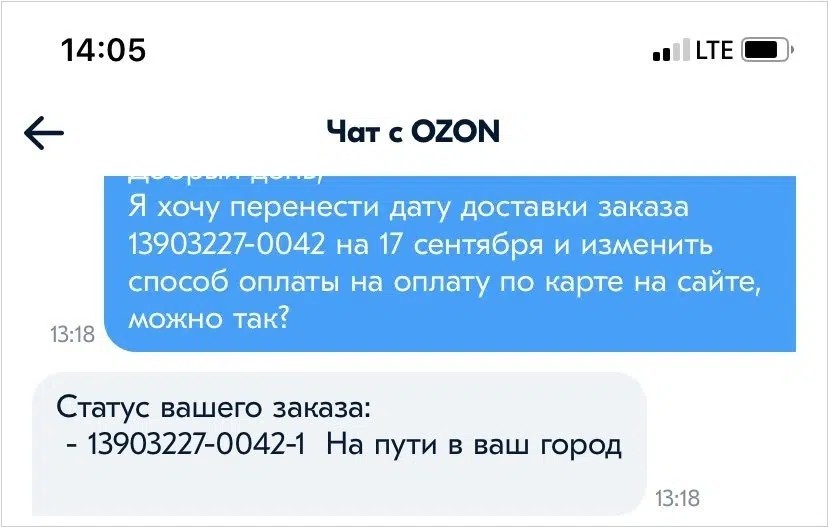 14:05
LTE
Чат с OZON
Добрый день,
Я хочу перенести дату доставки заказа
13903227-0042 на 17 сентября и изменить
способ оплаты на оплату по карте на сайте,
можно так?
13:18
Статус вашего заказа:
- 13903227-0042-1 На пути в ваш город
13:18